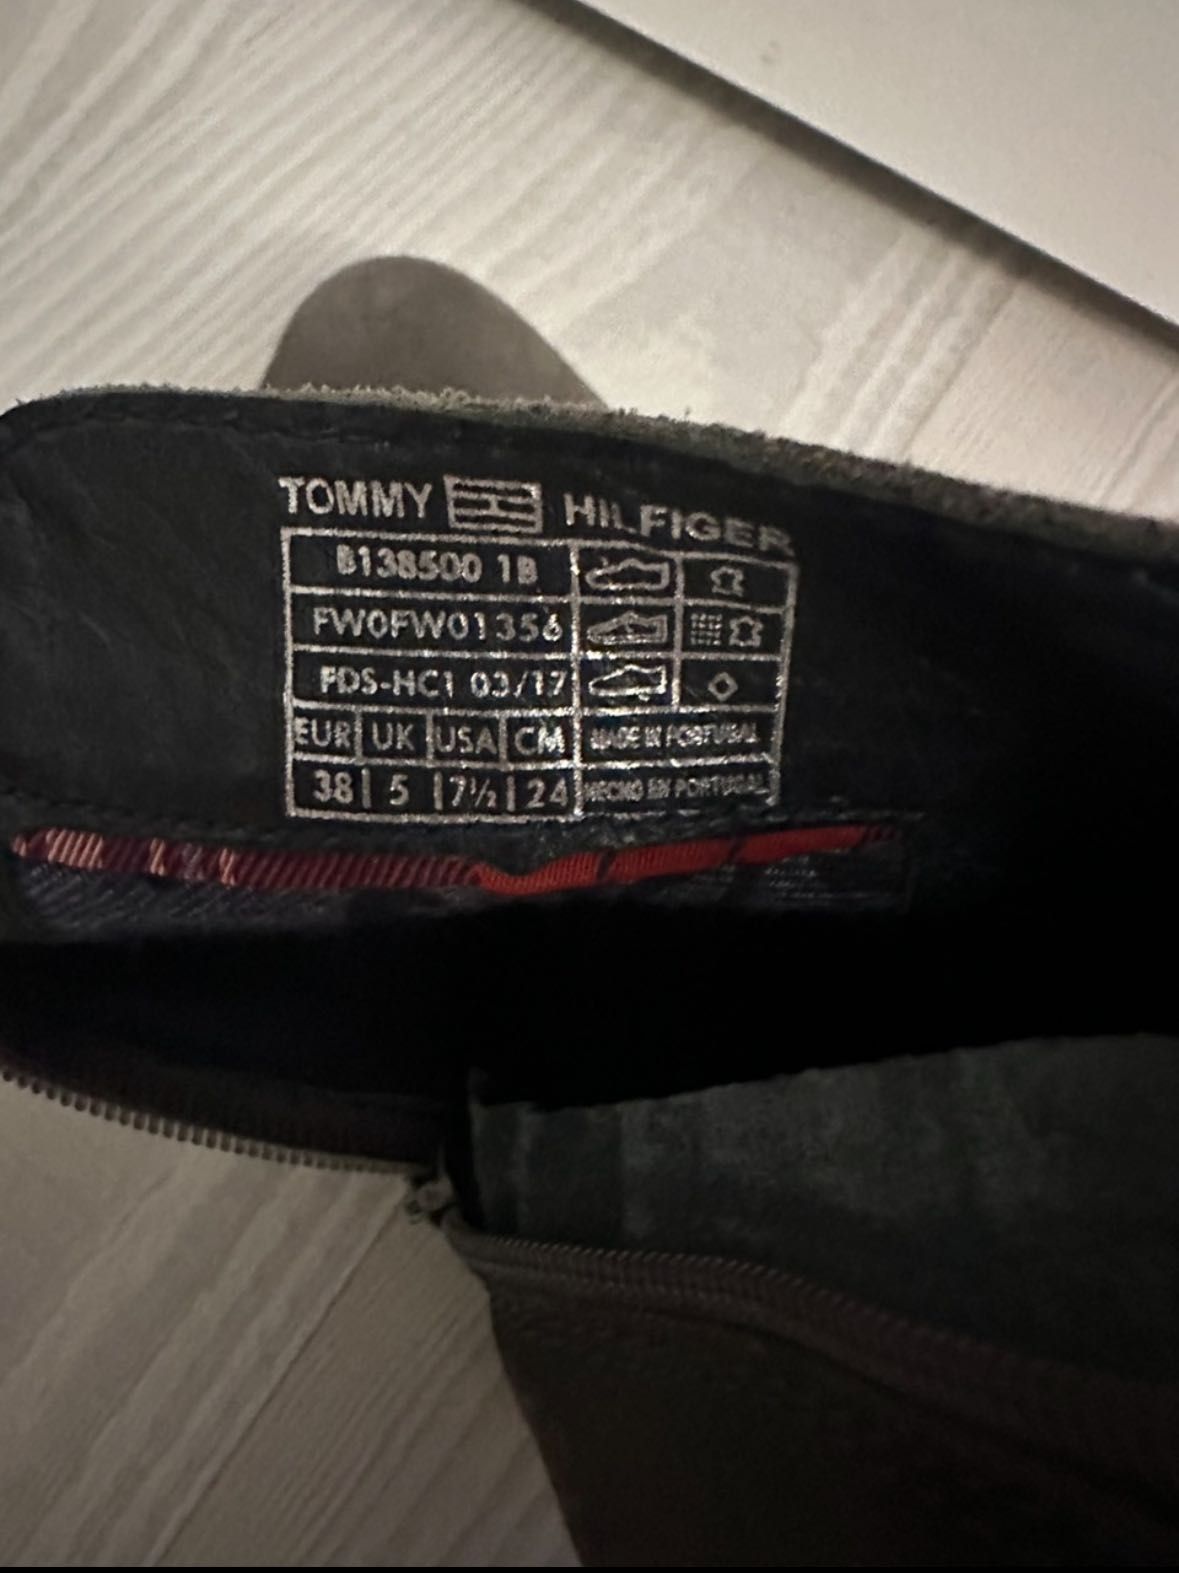 TOMMY HILFIGER
B138500 1B
FW0FW01356
FDS-HC1 03/17
EUR UK USA CM MADE IN PORTUGAL
38 5 7½ 24 HECHO EN PORTUGAL